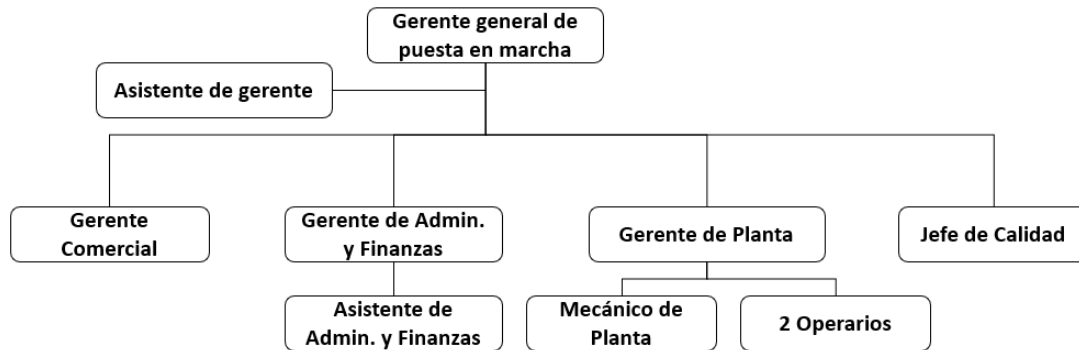 Gerente general de
puesta en marcha
Asistente de gerente
Gerente
Comercial
Gerente de Admin.
y Finanzas
Gerente de Planta
Jefe de Calidad
Asistente de
Admin. y Finanzas
Mecánico de
Planta
2 Operarios